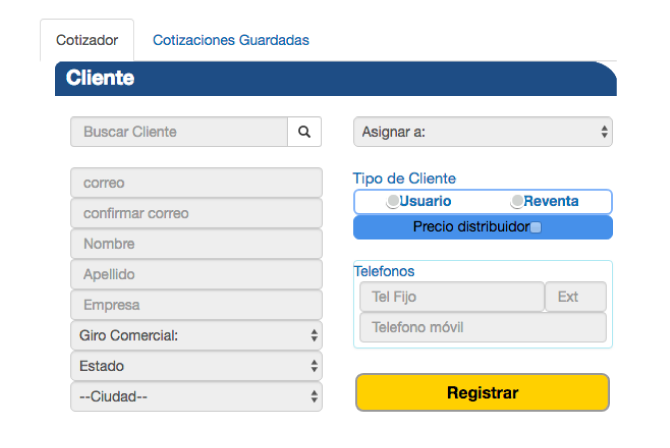 Cotizador
Cotizaciones Guardadas
Cliente
Buscar Cliente
Asignar a:
correo
confirmar correo
Nombre
Apellido
Empresa
Giro Comercial:
Estado
--Ciudad--
Tipo de Cliente
Usuario
Reventa
Precio distribuidor
Telefonos
Tel Fijo
Ext
Telefono móvil
Registrar